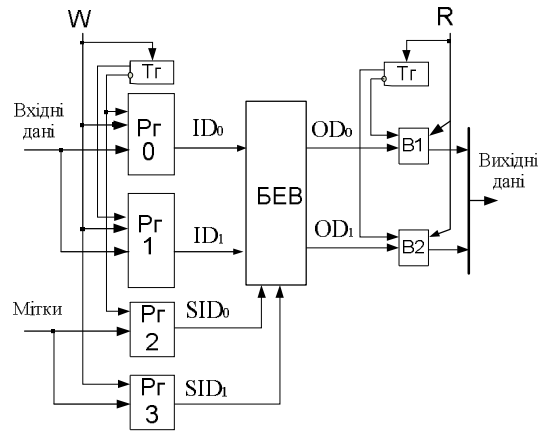 W
R
Тг
Тг
Вхідні
дані
Рг
0
ID₀
OD₀
В1
Вихідні
дані
БЕВ
Рг
1
ID₁
OD₁
В2
Мітки
Рг
2
SID₀
Рг
3
SID₁